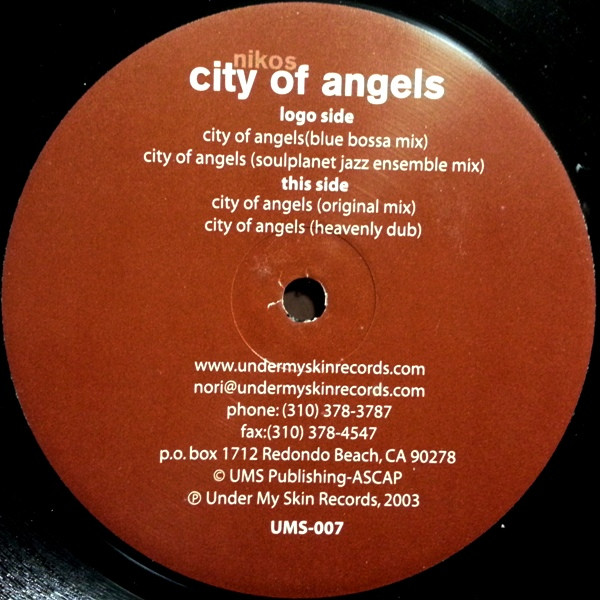 nikos
city of angels
logo side
city of angels(blue bossa mix)
city of angels (soulplanet jazz ensemble mix)
this side
city of angels (original mix)
city of angels (heavenly dub)
www.undermyskinrecords.com
nori@undermyskinrecords.com
phone: (310) 378-3787
fax:(310) 378-4547
p.o. box 1712 Redondo Beach, CA 90278
© UMS Publishing-ASCAP
℗ Under My Skin Records, 2003
UMS-007